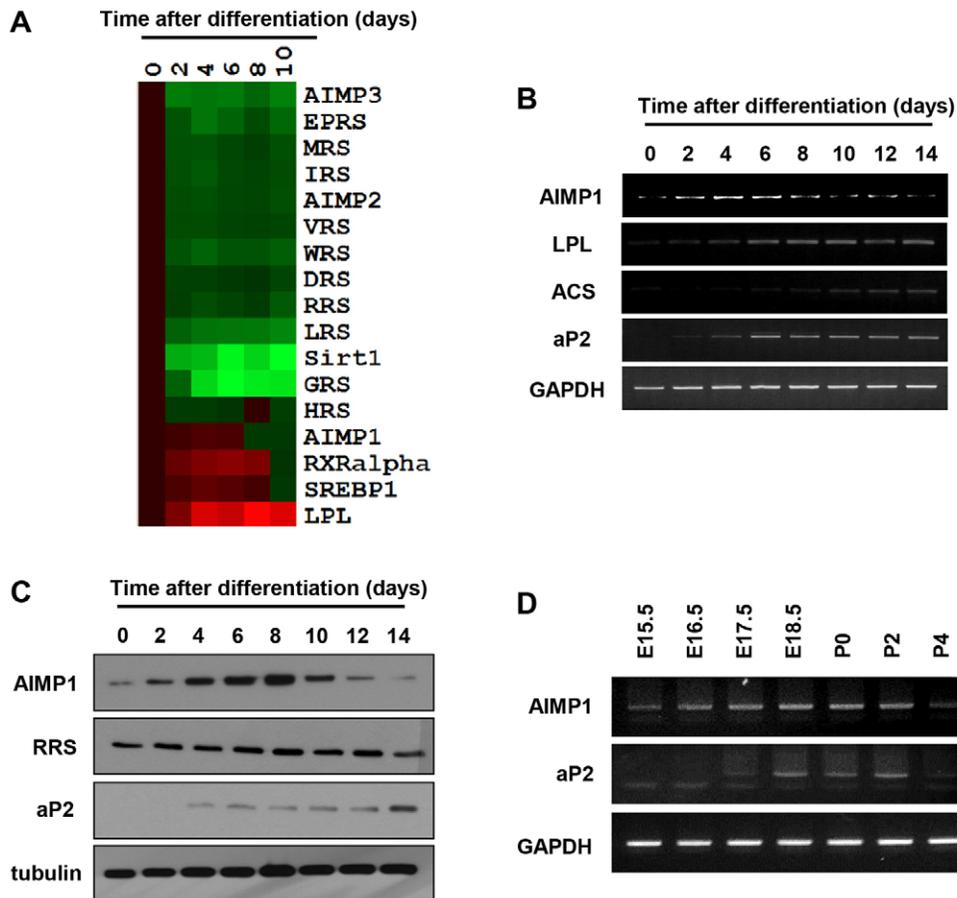 A
Time after differentiation (days)
0 2 4 6 8 10
AIMP3
EPRS
MRS
IRS
AIMP2
VRS
WRS
DRS
RRS
LRS
Sirt1
GRS
HRS
AIMP1
RXRalpha
SREBP1
LPL
B
Time after differentiation (days)
0 2 4 6 8 10 12 14
AIMP1
LPL
ACS
aP2
GAPDH
C
Time after differentiation (days)
0 2 4 6 8 10 12 14
AIMP1
RRS
aP2
tubulin
D
E15.5 E16.5 E17.5 E18.5 P0 P2 P4
AIMP1
aP2
GAPDH